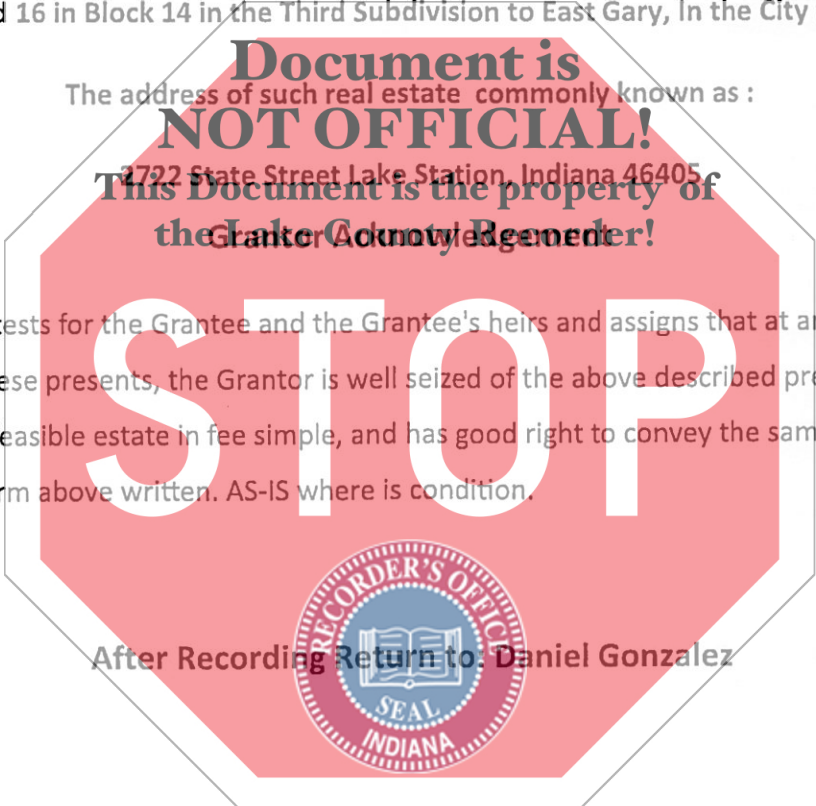 d 16 in Block 14 in the Third Subdivision to East Gary, In the City
Document is
The address of such real estate commonly known as :
NOT OFFICIAL!
State Street Lake Station, Indiana 46405
This Document is the property of
the Lake County Recorder!
Grantor Acknowledgement
ests for the Grantee and the Grantee's heirs and assigns that at a
ese presents, the Grantor is well seized of the above described pre
easible estate in fee simple, and has good right to convey the sam
rm above written. AS-IS where is condition.
STOP
RECORDER'S OFFICE
After Recording Return to: Daniel Gonzalez
SEAL
INDIANA